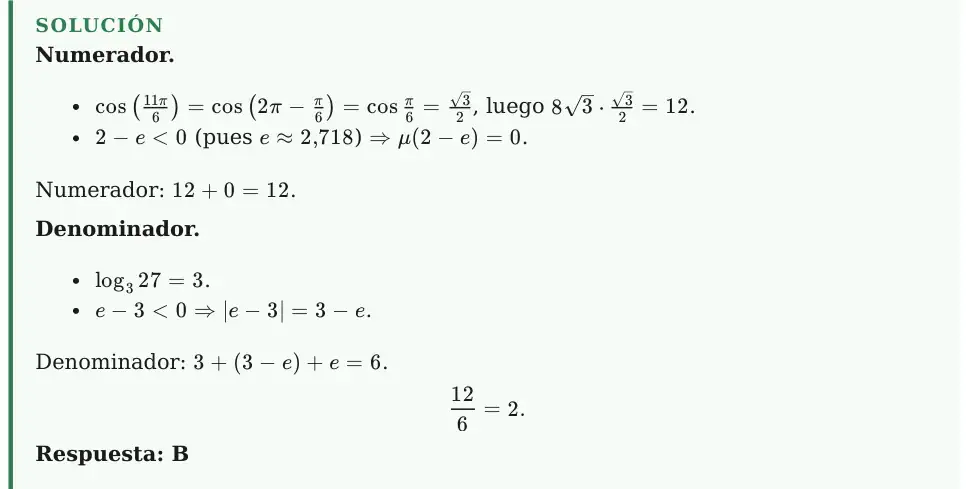 SOLUCIÓN
Numerador.
• cos (11π/6) = cos (2π − π/6) = cos π/6 = √3/2, luego 8√3 · √3/2 = 12.
• 2 − e < 0 (pues e ≈ 2,718) ⇒ μ(2 − e) = 0.
Numerador: 12 + 0 = 12.
Denominador.
• log₃ 27 = 3.
• e − 3 < 0 ⇒ |e − 3| = 3 − e.
Denominador: 3 + (3 − e) + e = 6.
12/6 = 2.
Respuesta: B